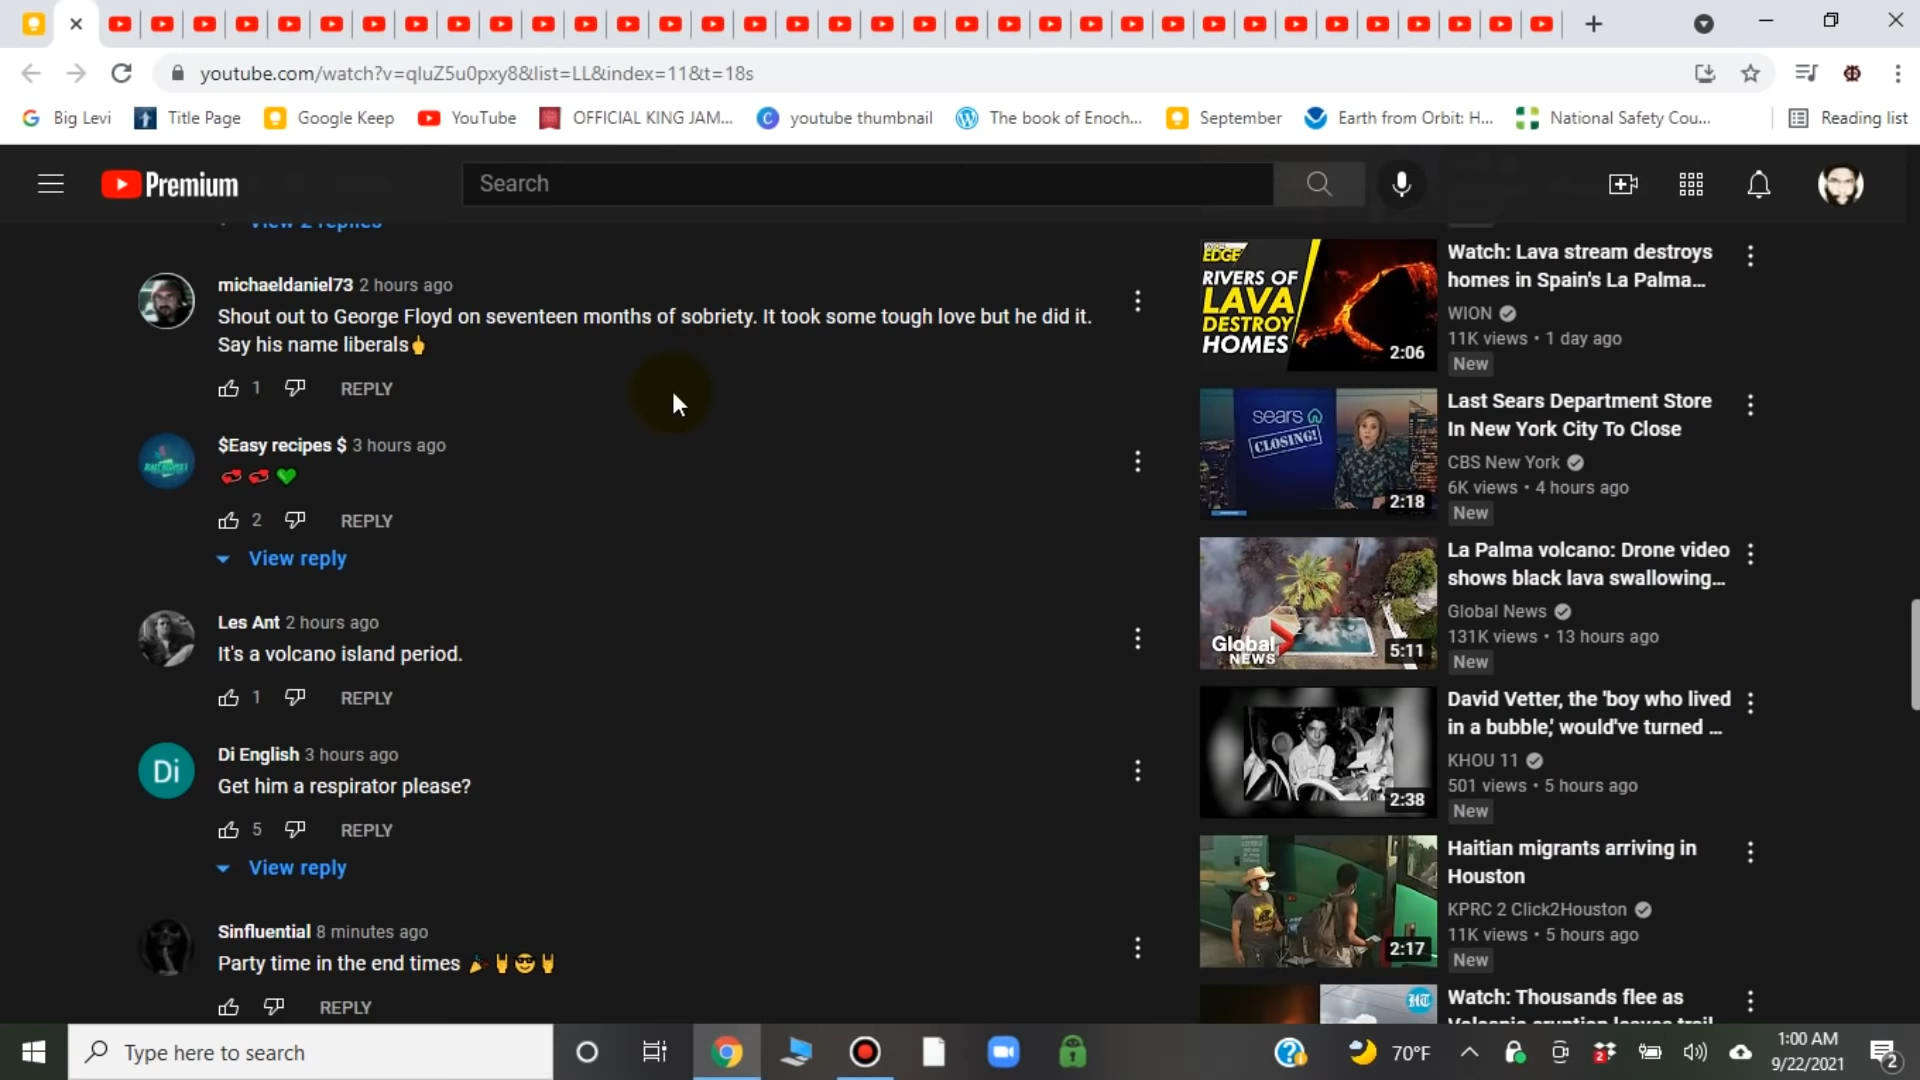 youtube.com/watch?v=qluZ5u0pxy8&list=LL&index=11&t=18s
Big Levi
Title Page
Google Keep
YouTube
OFFICIAL KING JAM...
youtube thumbnail
The book of Enoch...
September
Earth from Orbit: H...
National Safety Cou...
Reading list
Premium
Search
View 2 replies
michaeldaniel73 2 hours ago
Shout out to George Floyd on seventeen months of sobriety. It took some tough love but he did it.
Say his name liberals🖕
1 REPLY
$Easy recipes $ 3 hours ago
💞 💞 💚
2 REPLY
View reply
Les Ant 2 hours ago
It's a volcano island period.
1 REPLY
Di
Di English 3 hours ago
Get him a respirator please?
5 REPLY
View reply
Sinfluential 8 minutes ago
Party time in the end times 🎉🤘😎🤘
REPLY
EDGE
RIVERS OF
LAVA
DESTROY
HOMES
2:06
Watch: Lava stream destroys
homes in Spain's La Palma...
WION
11K views • 1 day ago
New
sears
CLOSING!
2:18
Last Sears Department Store
In New York City To Close
CBS New York
6K views • 4 hours ago
New
Global
NEWS
5:11
La Palma volcano: Drone video
shows black lava swallowing...
Global News
131K views • 13 hours ago
New
2:38
David Vetter, the 'boy who lived
in a bubble,' would've turned ...
KHOU 11
501 views • 5 hours ago
New
2:17
Haitian migrants arriving in
Houston
KPRC 2 Click2Houston
11K views • 5 hours ago
New
HT
Watch: Thousands flee as
Volcanic eruption leaves trail
Type here to search
70°F
2
1:00 AM
9/22/2021
2